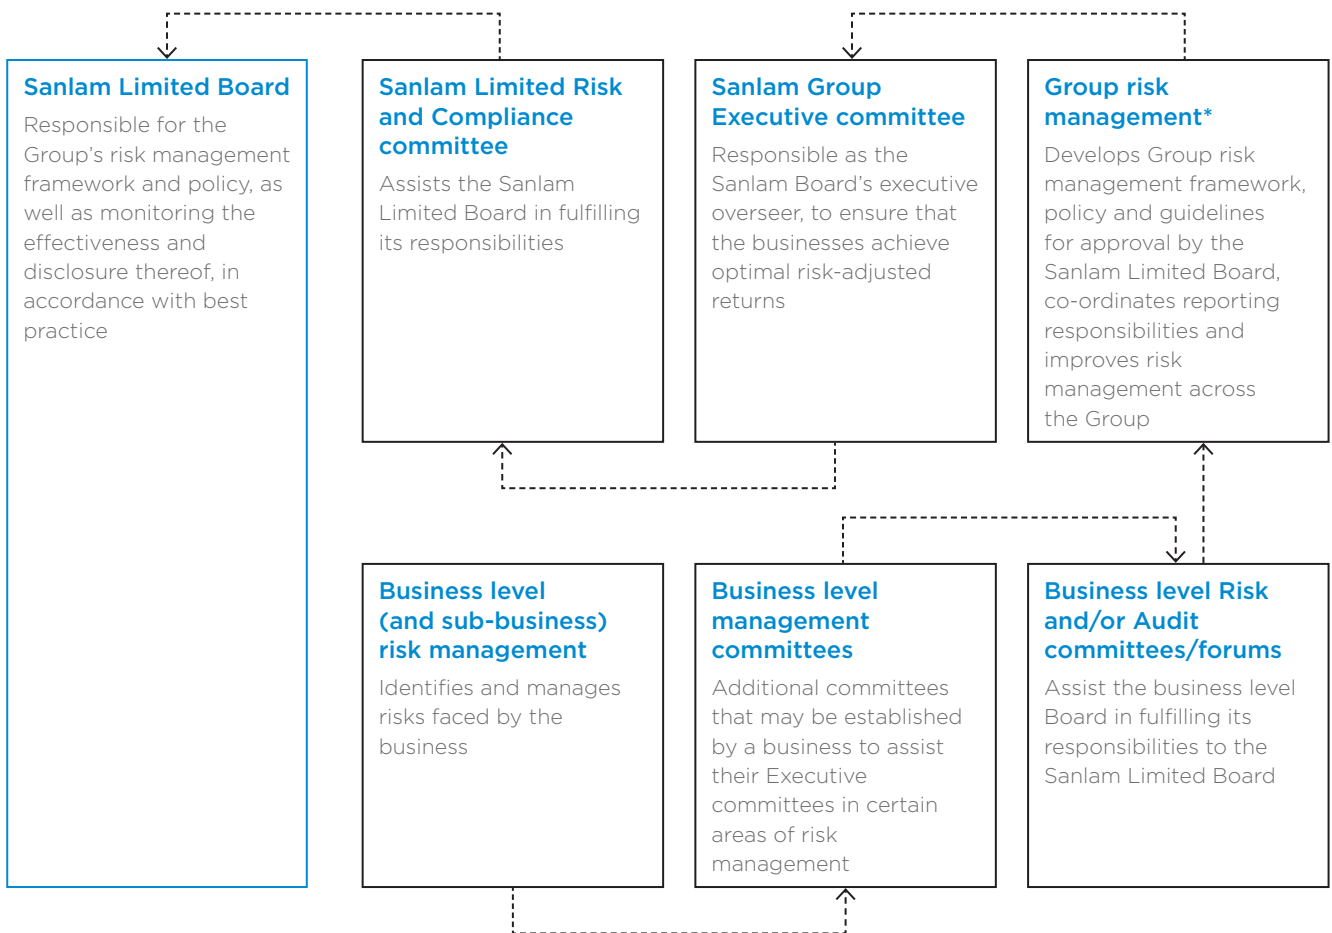 Sanlam Limited Board
Responsible for the
Group’s risk management
framework and policy, as
well as monitoring the
effectiveness and
disclosure thereof, in
accordance with best
practice
Sanlam Limited Risk
and Compliance
committee
Assists the Sanlam
Limited Board in fulfilling
its responsibilities
Sanlam Group
Executive committee
Responsible as the
Sanlam Board’s executive
overseer, to ensure that
the businesses achieve
optimal risk-adjusted
returns
Group risk
management*
Develops Group risk
management framework,
policy and guidelines
for approval by the
Sanlam Limited Board,
co-ordinates reporting
responsibilities and
improves risk
management across
the Group
Business level
(and sub-business)
risk management
Identifies and manages
risks faced by the
business
Business level
management
committees
Additional committees
that may be established
by a business to assist
their Executive
committees in certain
areas of risk
management
Business level Risk
and/or Audit
committees/forums
Assist the business level
Board in fulfilling its
responsibilities to the
Sanlam Limited Board